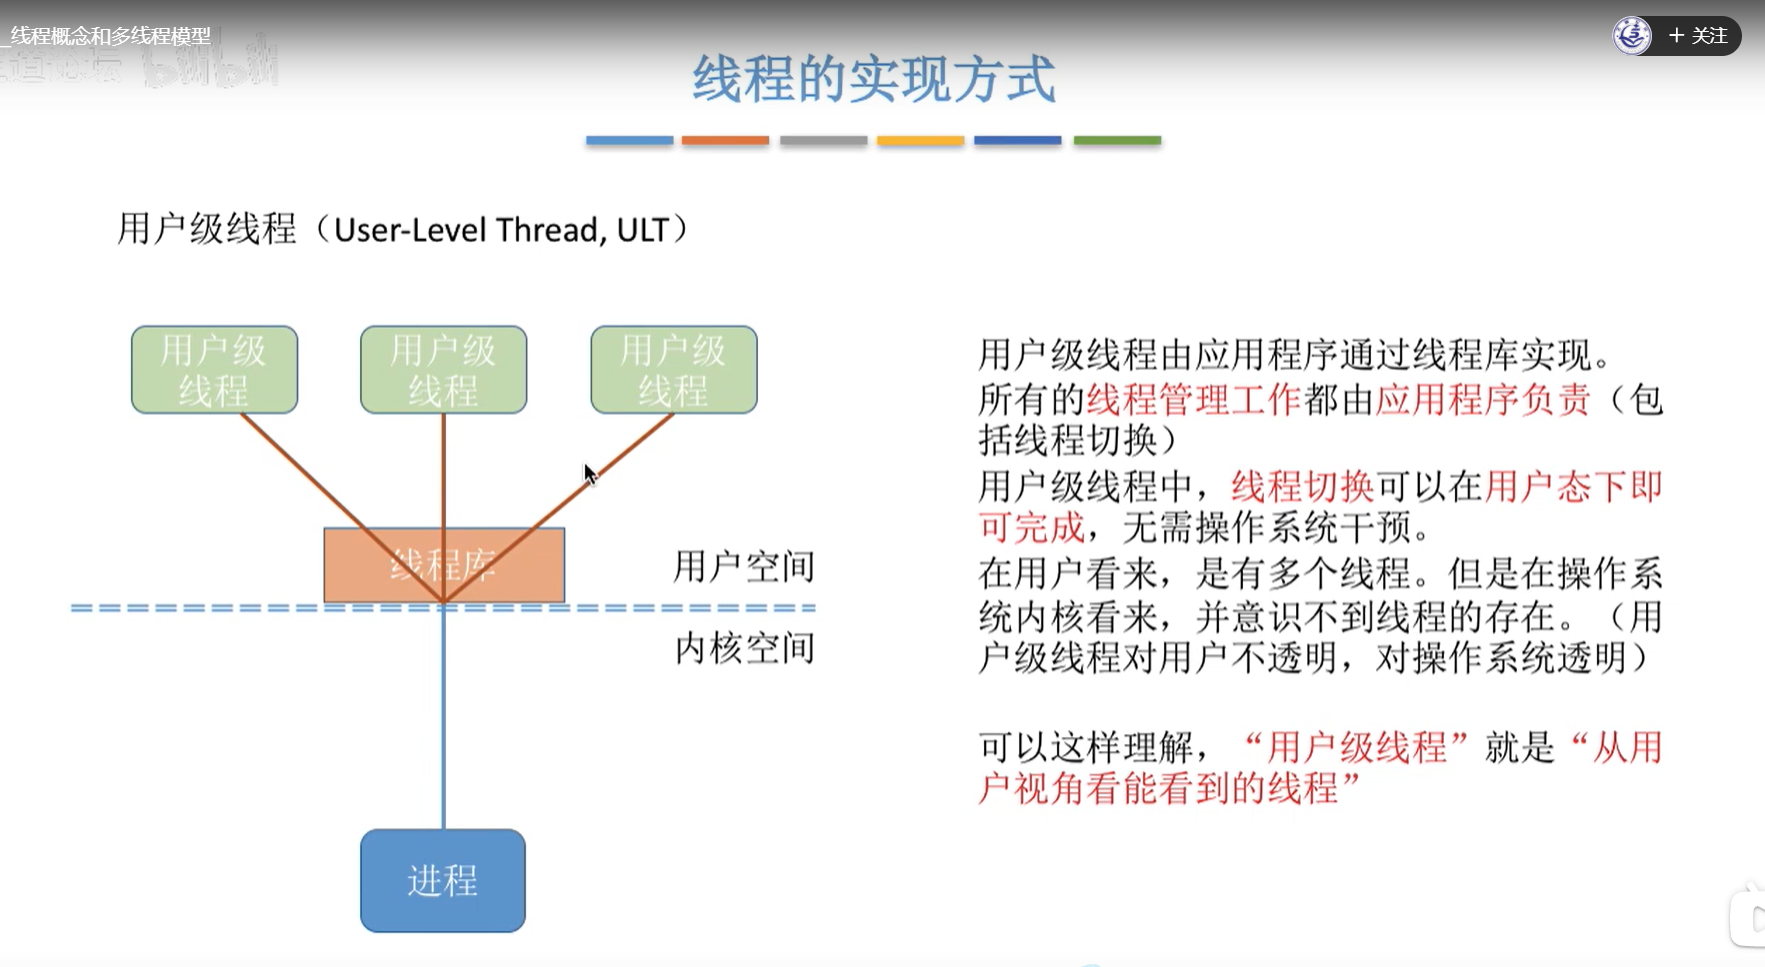 _线程概念和多线程模型
+ 关注
王道论坛 bilibili
线程的实现方式
用户级线程（User-Level Thread, ULT）
用户级
线程
用户级
线程
用户级
线程
线程库
用户空间
内核空间
进程
用户级线程由应用程序通过线程库实现。
所有的线程管理工作都由应用程序负责（包
括线程切换）
用户级线程中，线程切换可以在用户态下即
可完成，无需操作系统干预。
在用户看来，是有多个线程。但是在操作系
统内核看来，并意识不到线程的存在。（用
户级线程对用户不透明，对操作系统透明）
可以这样理解，“用户级线程”就是“从用
户视角看能看到的线程”